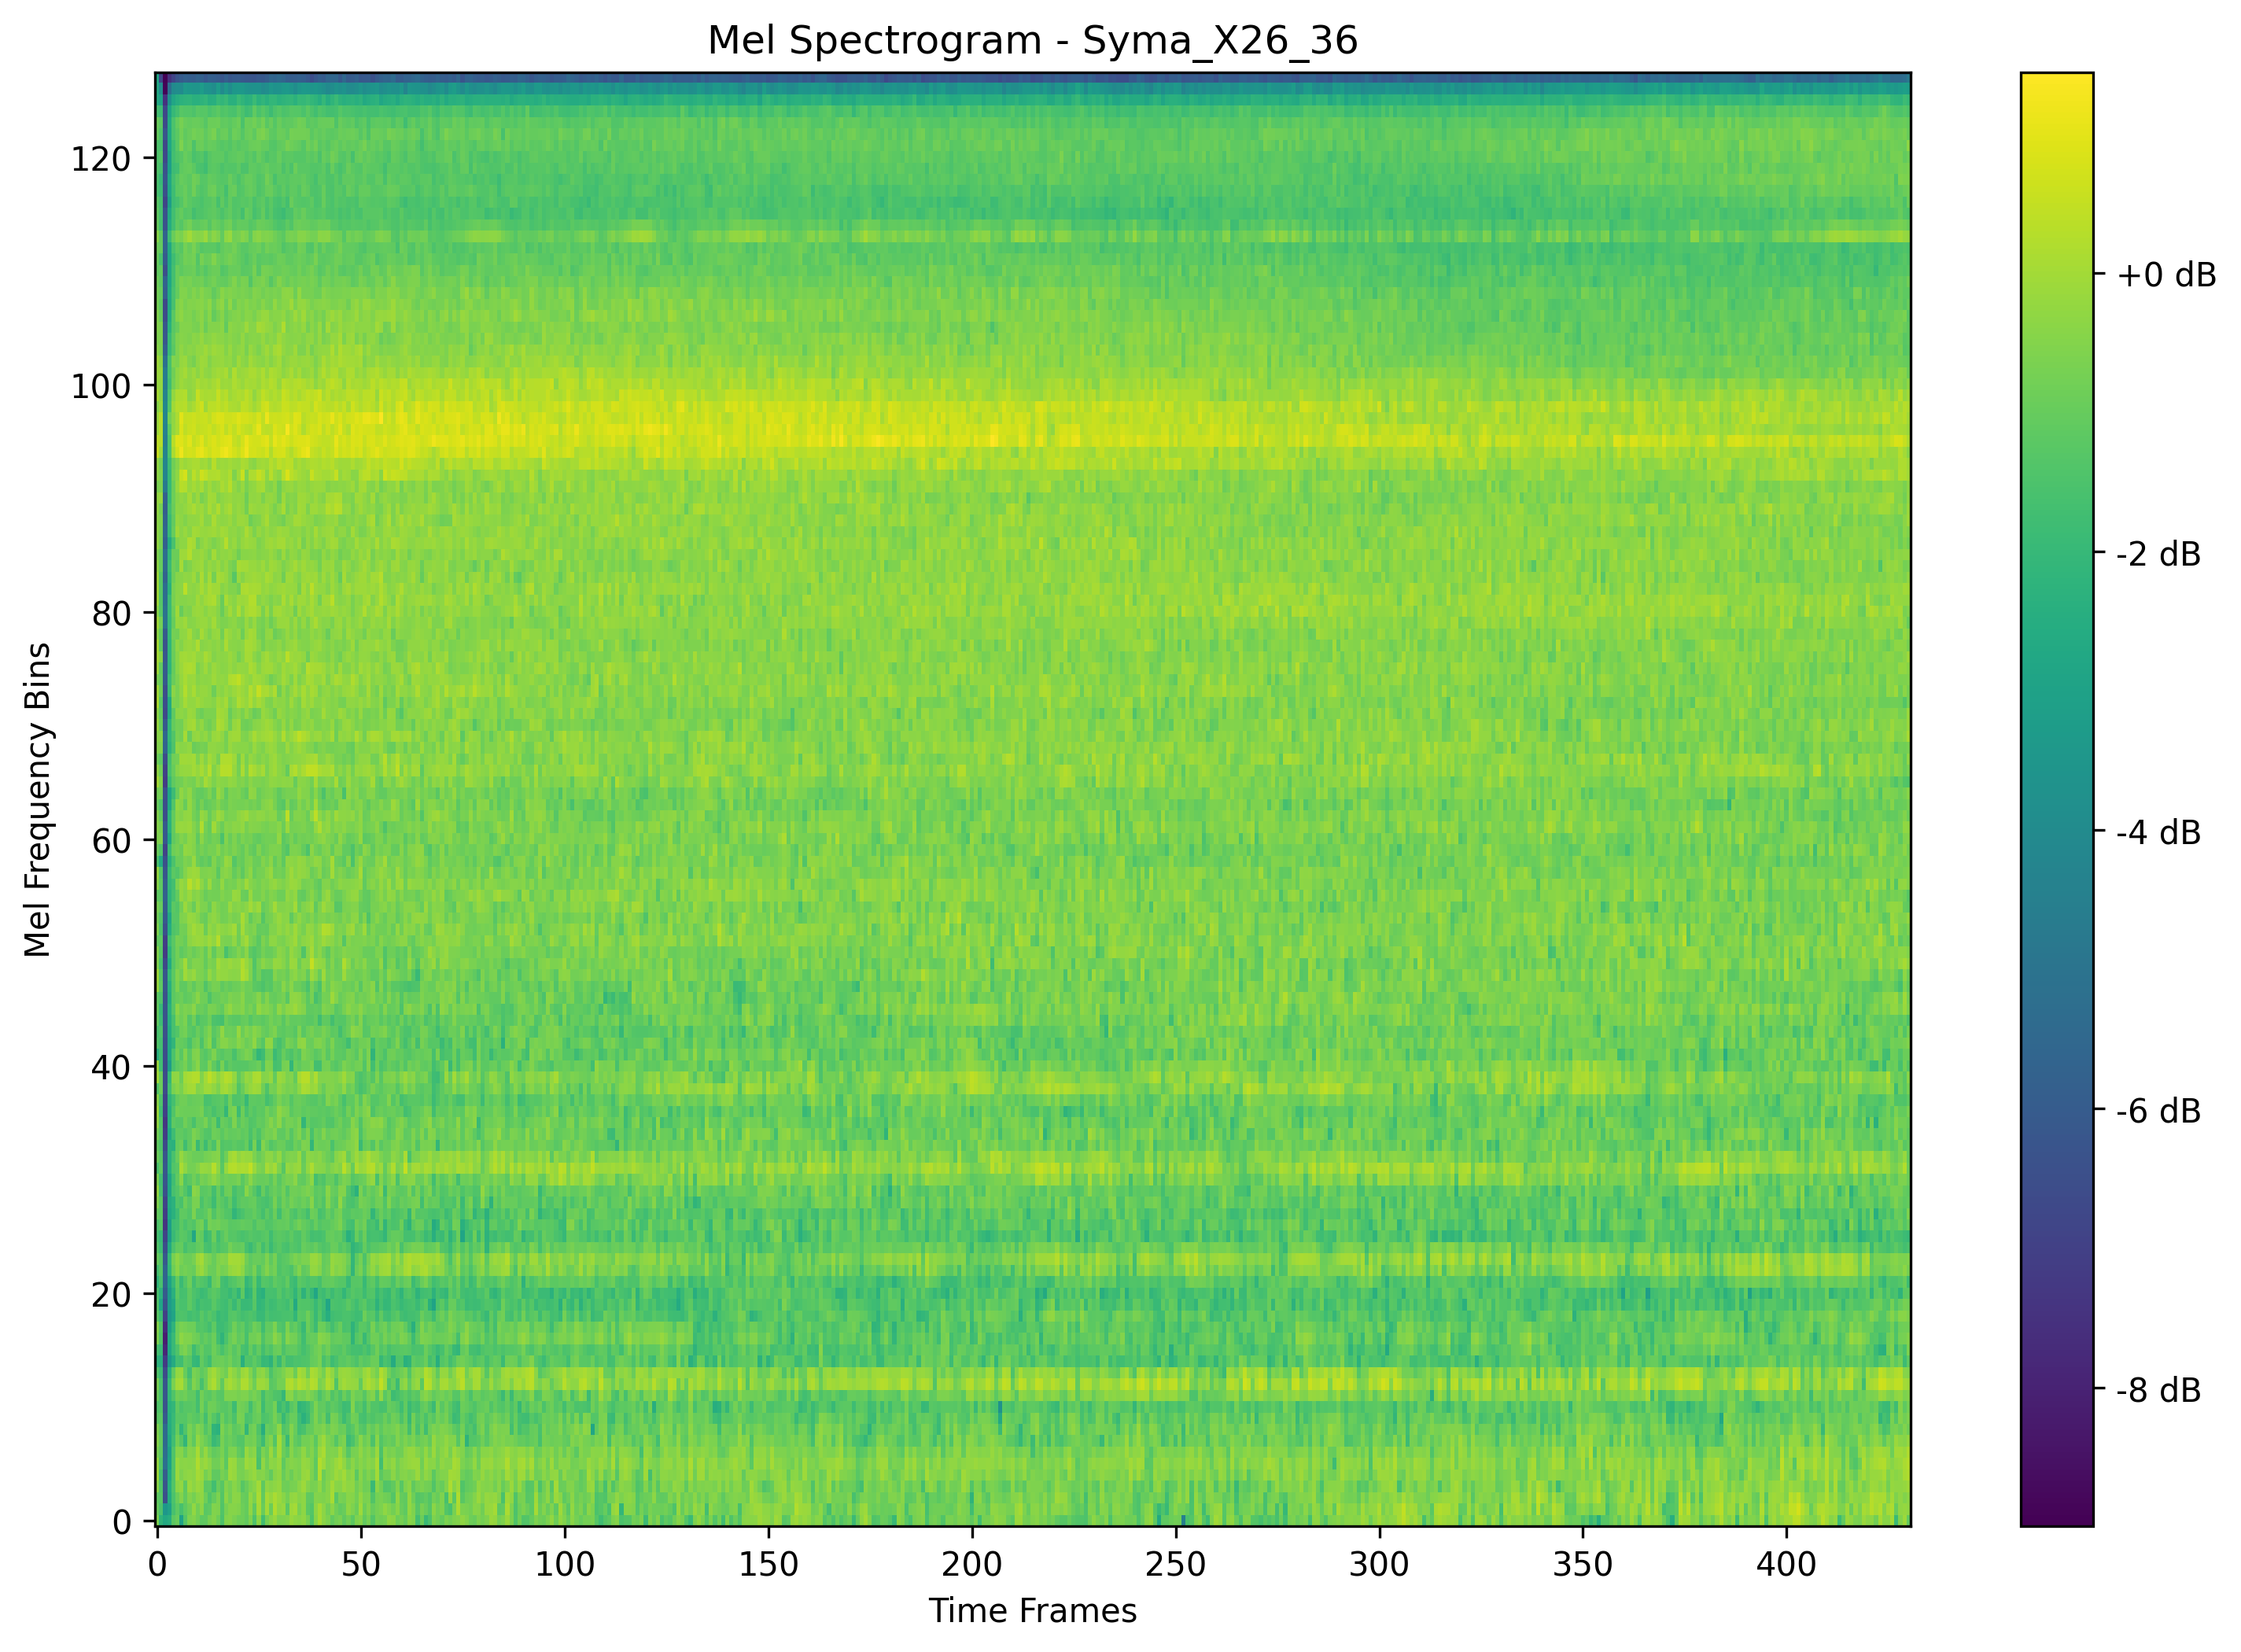 Mel Spectrogram - Syma_X26_36
Mel Frequency Bins
120
100
80
60
40
20
0
0 50 100 150 200 250 300 350 400
Time Frames
+0 dB
-2 dB
-4 dB
-6 dB
-8 dB